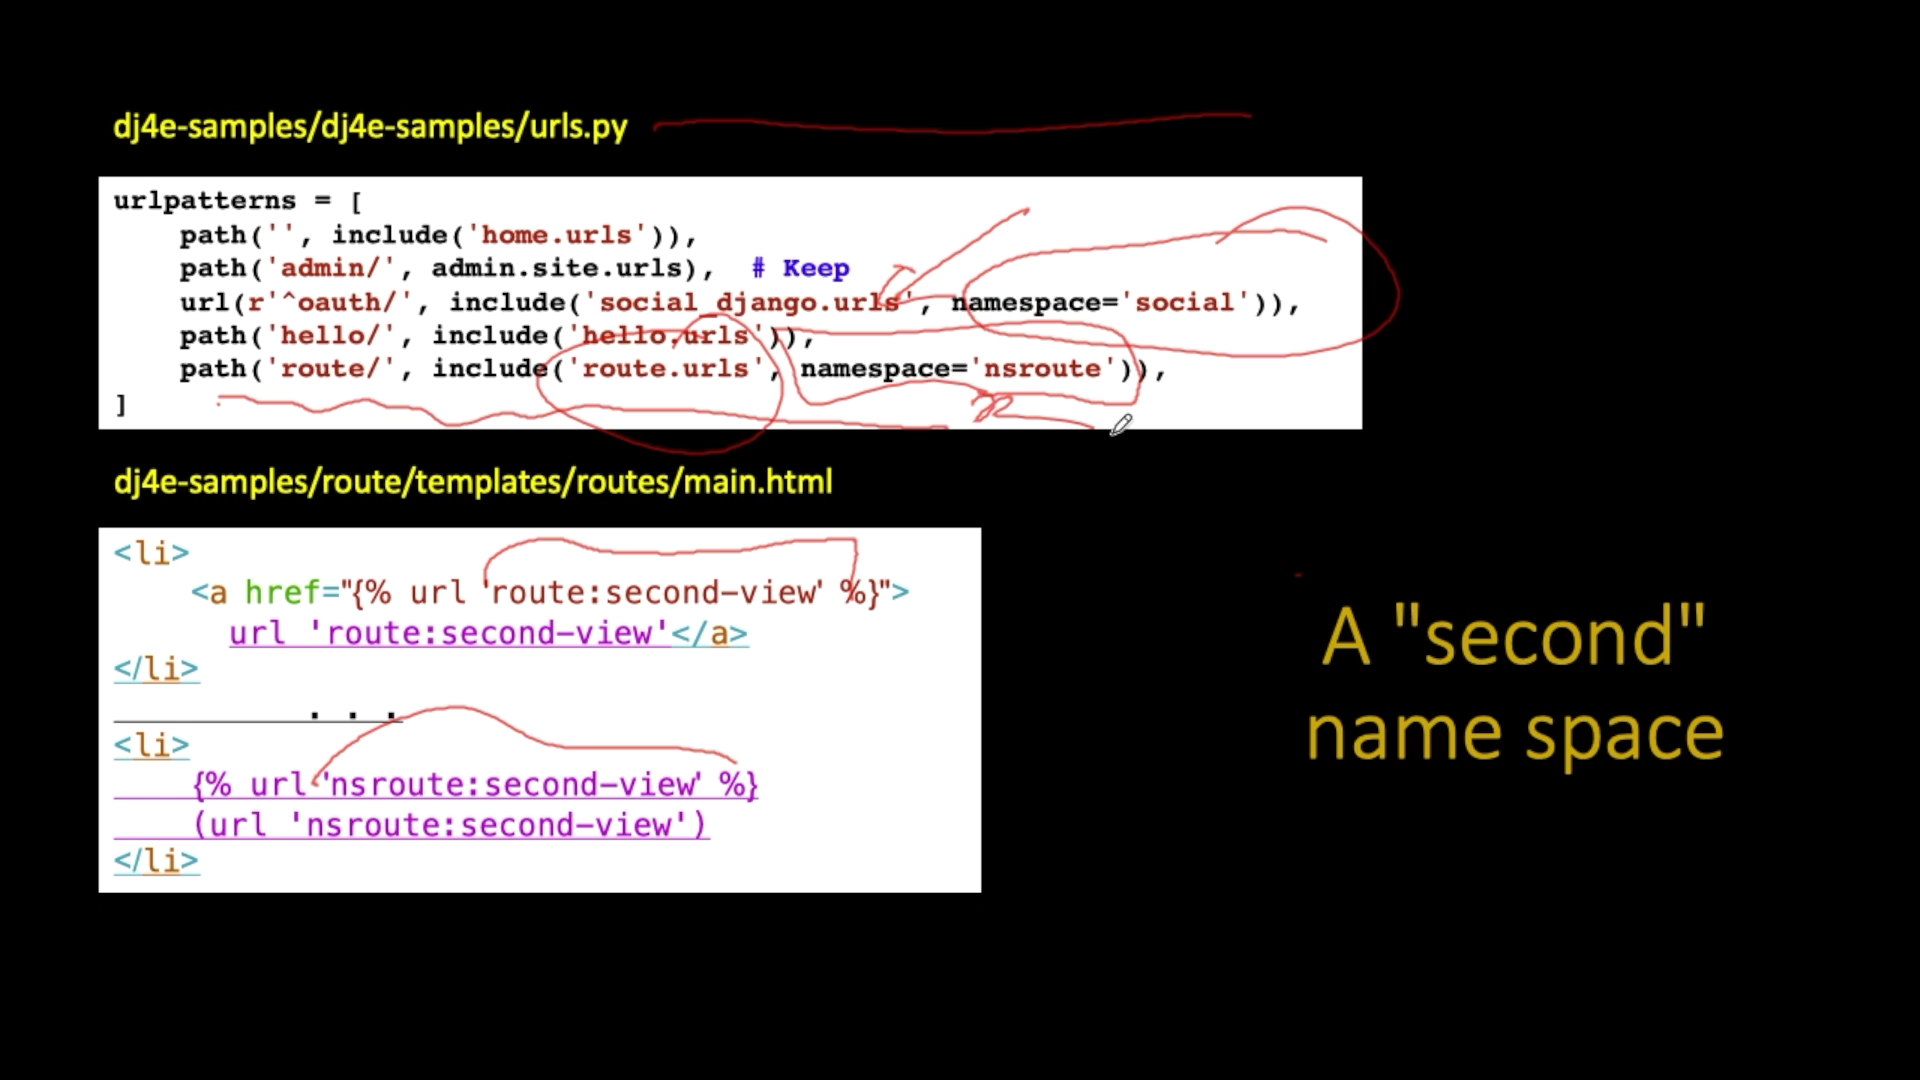 dj4e-samples/dj4e-samples/urls.py
urlpatterns = [
    path('', include('home.urls')),
    path('admin/', admin.site.urls),  # Keep
    url(r'^oauth/', include('social_django.urls', namespace='social')),
    path('hello/', include('hello.urls')),
    path('route/', include('route.urls', namespace='nsroute')),
]
dj4e-samples/route/templates/routes/main.html
<li>
    <a href="{% url 'route:second-view' %}">
      url 'route:second-view'</a>
</li>
. . .
<li>
    {% url 'nsroute:second-view' %}
    (url 'nsroute:second-view')
</li>
A "second"
name space